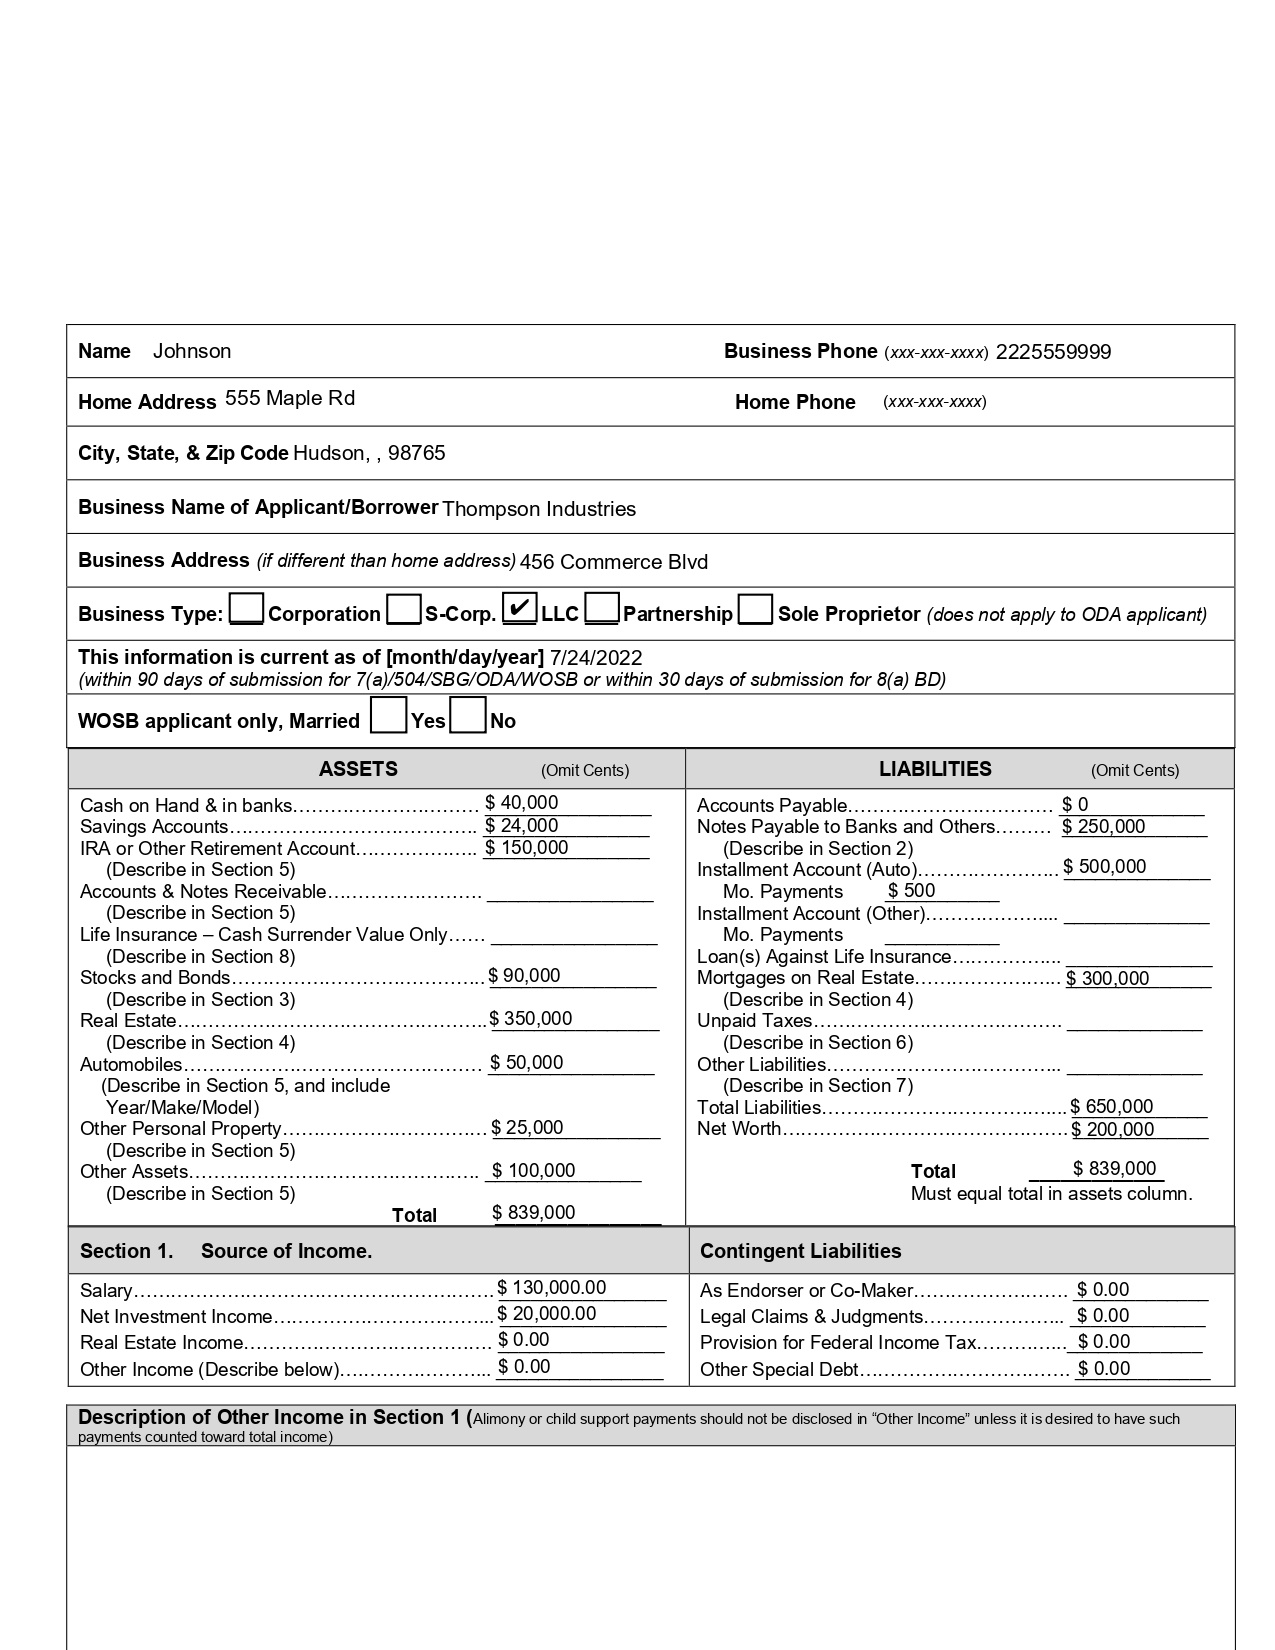 Name Johnson Business Phone (xxx-xxx-xxxx) 2225559999
Home Address 555 Maple Rd Home Phone (xxx-xxx-xxxx)
City, State, & Zip Code Hudson, , 98765
Business Name of Applicant/Borrower Thompson Industries
Business Address (if different than home address) 456 Commerce Blvd
Business Type: Corporation S-Corp. ✔ LLC Partnership Sole Proprietor (does not apply to ODA applicant)
This information is current as of [month/day/year] 7/24/2022
(within 90 days of submission for 7(a)/504/SBG/ODA/WOSB or within 30 days of submission for 8(a) BD)
WOSB applicant only, Married Yes No
ASSETS (Omit Cents)
Cash on Hand & in banks………………………… $ 40,000
Savings Accounts………………………………….. $ 24,000
IRA or Other Retirement Account……………….. $ 150,000
(Describe in Section 5)
Accounts & Notes Receivable……………………
(Describe in Section 5)
Life Insurance – Cash Surrender Value Only……
(Describe in Section 8)
Stocks and Bonds………………………………….. $ 90,000
(Describe in Section 3)
Real Estate………………………………………….. $ 350,000
(Describe in Section 4)
Automobiles………………………………………… $ 50,000
(Describe in Section 5, and include
Year/Make/Model)
Other Personal Property…………………………… $ 25,000
(Describe in Section 5)
Other Assets……………………………………….. $ 100,000
(Describe in Section 5)
Total $ 839,000
LIABILITIES (Omit Cents)
Accounts Payable…………………………… $ 0
Notes Payable to Banks and Others……… $ 250,000
(Describe in Section 2)
Installment Account (Auto)………………….. $ 500,000
Mo. Payments $ 500
Installment Account (Other)………………....
Mo. Payments
Loan(s) Against Life Insurance……………...
Mortgages on Real Estate………………….. $ 300,000
(Describe in Section 4)
Unpaid Taxes…………………………………
(Describe in Section 6)
Other Liabilities………………………………..
(Describe in Section 7)
Total Liabilities………………………………... $ 650,000
Net Worth……………………………………… $ 200,000
Total $ 839,000
Must equal total in assets column.
Section 1. Source of Income.
Salary………………………………………………… $ 130,000.00
Net Investment Income……………………………... $ 20,000.00
Real Estate Income…………………………………. $ 0.00
Other Income (Describe below)…………………... $ 0.00
Contingent Liabilities
As Endorser or Co-Maker……………………. $ 0.00
Legal Claims & Judgments………………….. $ 0.00
Provision for Federal Income Tax………….. $ 0.00
Other Special Debt……………………………. $ 0.00
Description of Other Income in Section 1 (Alimony or child support payments should not be disclosed in “Other Income” unless it is desired to have such
payments counted toward total income)